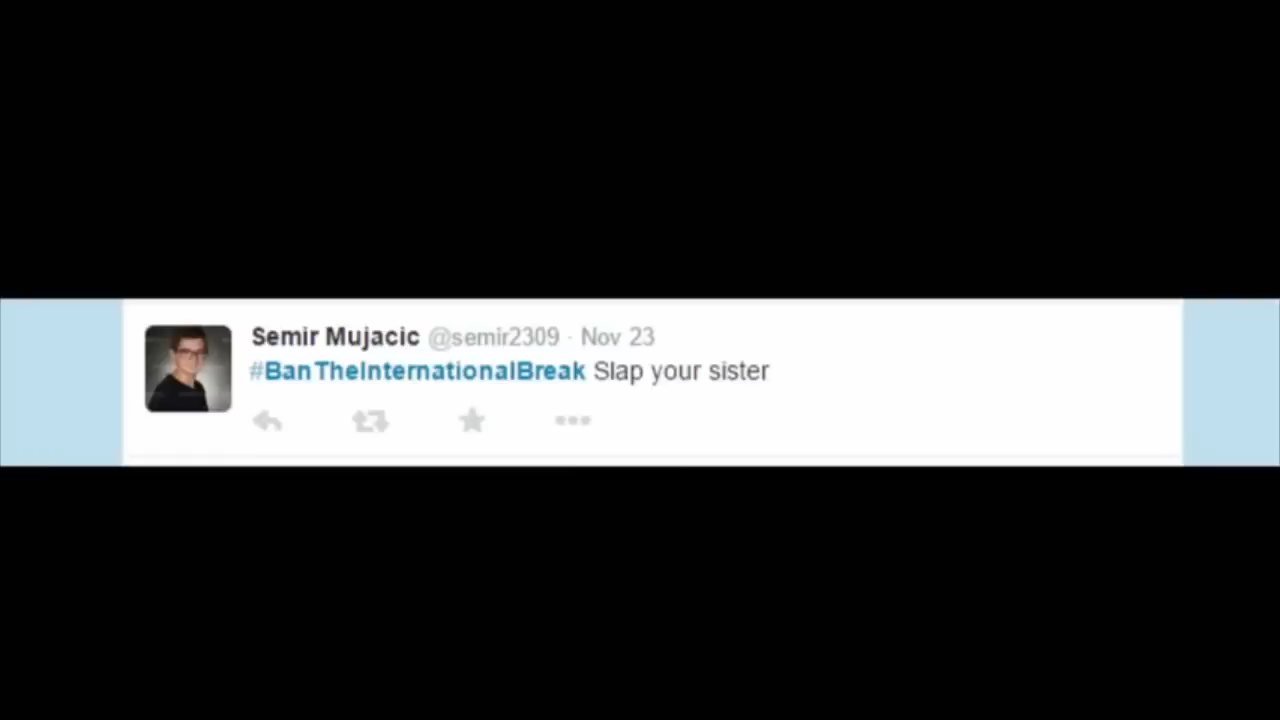 Semir Mujacic @semir2309 · Nov 23
#BanTheInternationalBreak Slap your sister